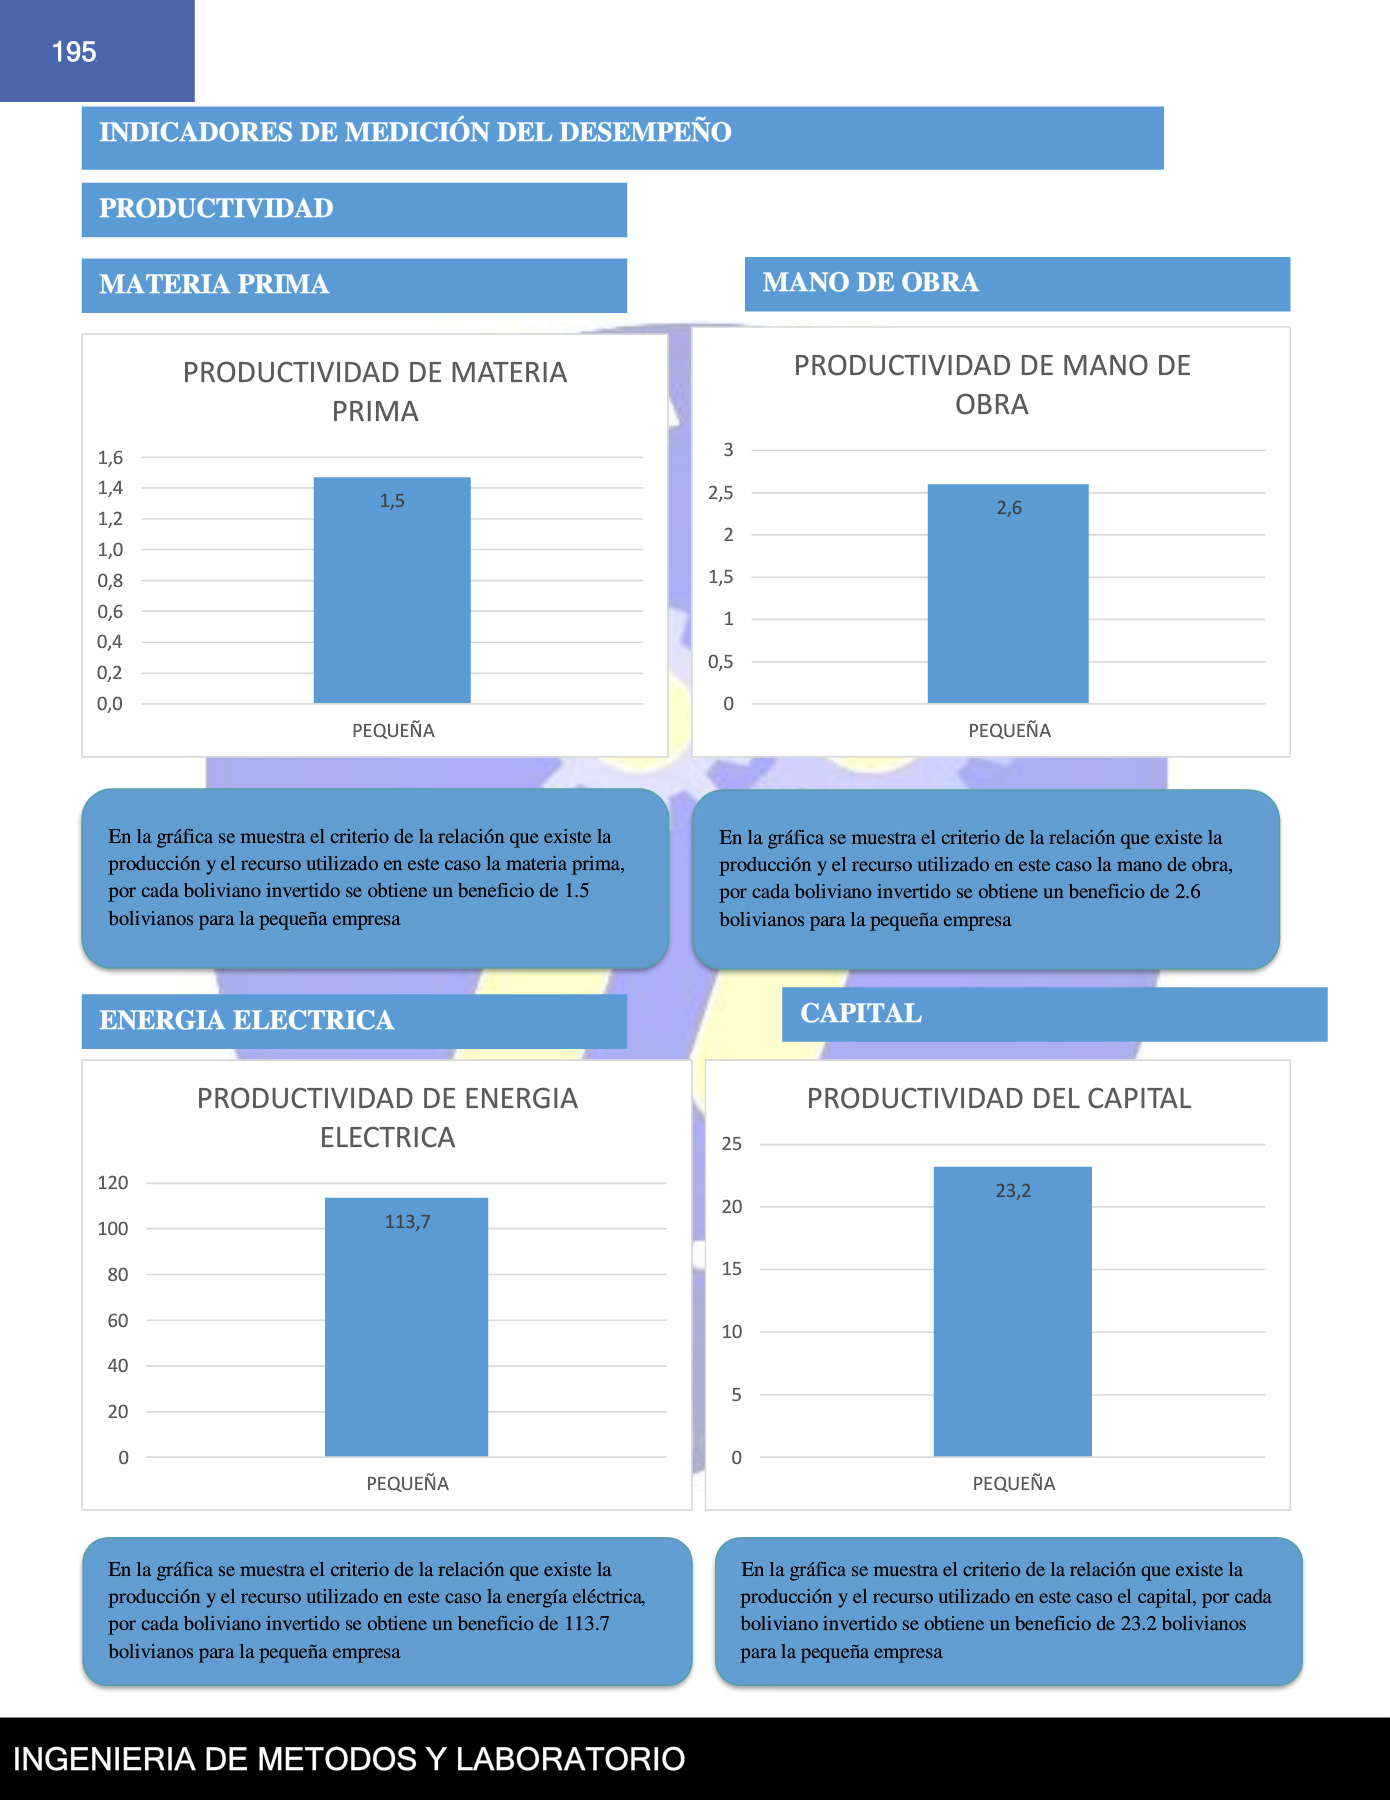 195
INDICADORES DE MEDICIÓN DEL DESEMPEÑO
PRODUCTIVIDAD
MATERIA PRIMA
MANO DE OBRA
PRODUCTIVIDAD DE MATERIA
PRIMA
1,6
1,4
1,2
1,0
0,8
0,6
0,4
0,2
0,0
1,5
PEQUEÑA
PRODUCTIVIDAD DE MANO DE
OBRA
3
2,5
2
1,5
1
0,5
0
2,6
PEQUEÑA
En la gráfica se muestra el criterio de la relación que existe la
producción y el recurso utilizado en este caso la materia prima,
por cada boliviano invertido se obtiene un beneficio de 1.5
bolivianos para la pequeña empresa
En la gráfica se muestra el criterio de la relación que existe la
producción y el recurso utilizado en este caso la mano de obra,
por cada boliviano invertido se obtiene un beneficio de 2.6
bolivianos para la pequeña empresa
ENERGIA ELECTRICA
CAPITAL
PRODUCTIVIDAD DE ENERGIA
ELECTRICA
120
100
80
60
40
20
0
113,7
PEQUEÑA
PRODUCTIVIDAD DEL CAPITAL
25
20
15
10
5
0
23,2
PEQUEÑA
En la gráfica se muestra el criterio de la relación que existe la
producción y el recurso utilizado en este caso la energía eléctrica,
por cada boliviano invertido se obtiene un beneficio de 113.7
bolivianos para la pequeña empresa
En la gráfica se muestra el criterio de la relación que existe la
producción y el recurso utilizado en este caso el capital, por cada
boliviano invertido se obtiene un beneficio de 23.2 bolivianos
para la pequeña empresa
INGENIERIA DE METODOS Y LABORATORIO